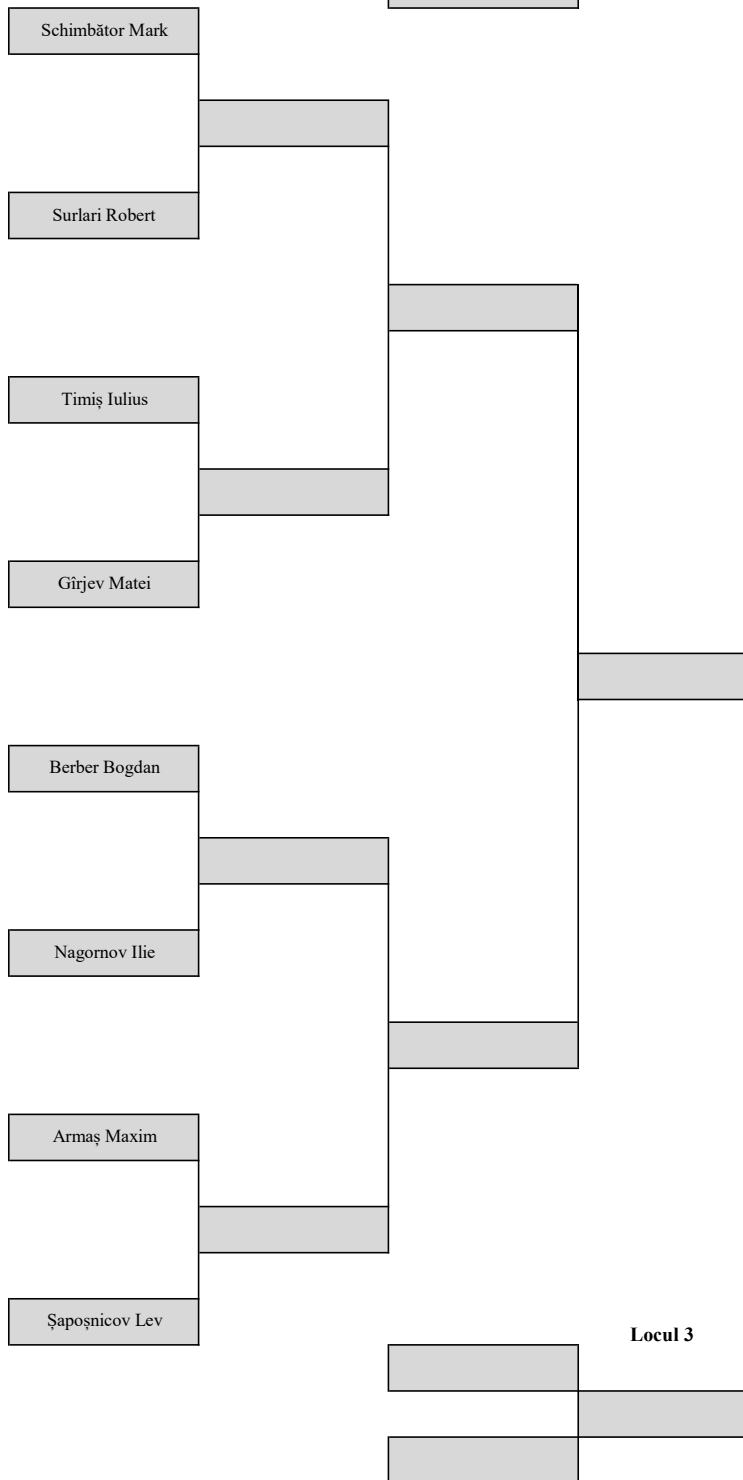 Schimbător Mark
Surlari Robert
Timiș Iulius
Gîrjev Matei
Berber Bogdan
Nagornov Ilie
Armaș Maxim
Șapoșnicov Lev
Locul 3